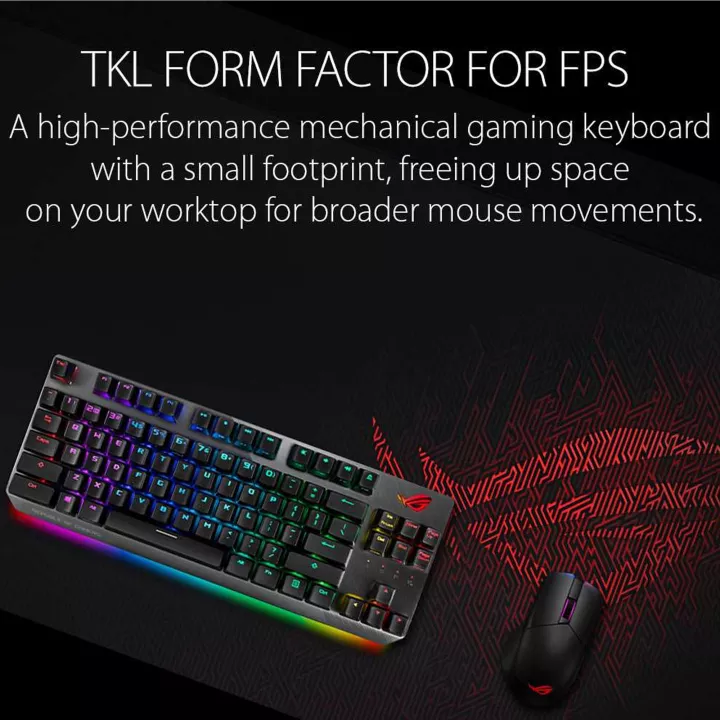 TKL FORM FACTOR FOR FPS
A high-performance mechanical gaming keyboard
with a small footprint, freeing up space
on your worktop for broader mouse movements.